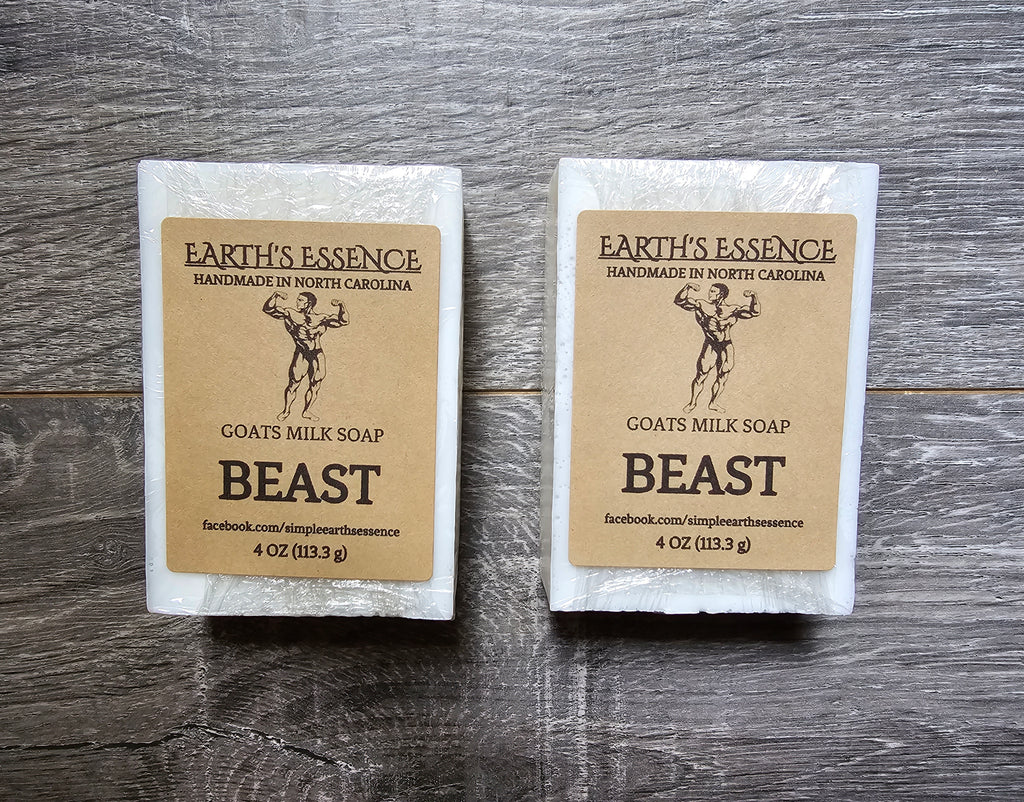 EARTH'S ESSENCE
HANDMADE IN NORTH CAROLINA
GOATS MILK SOAP
BEAST
facebook.com/simpleearthsessence
4 OZ (113.3 g)
EARTH'S ESSENCE
HANDMADE IN NORTH CAROLINA
GOATS MILK SOAP
BEAST
facebook.com/simpleearthsessence
4 OZ (113.3 g)